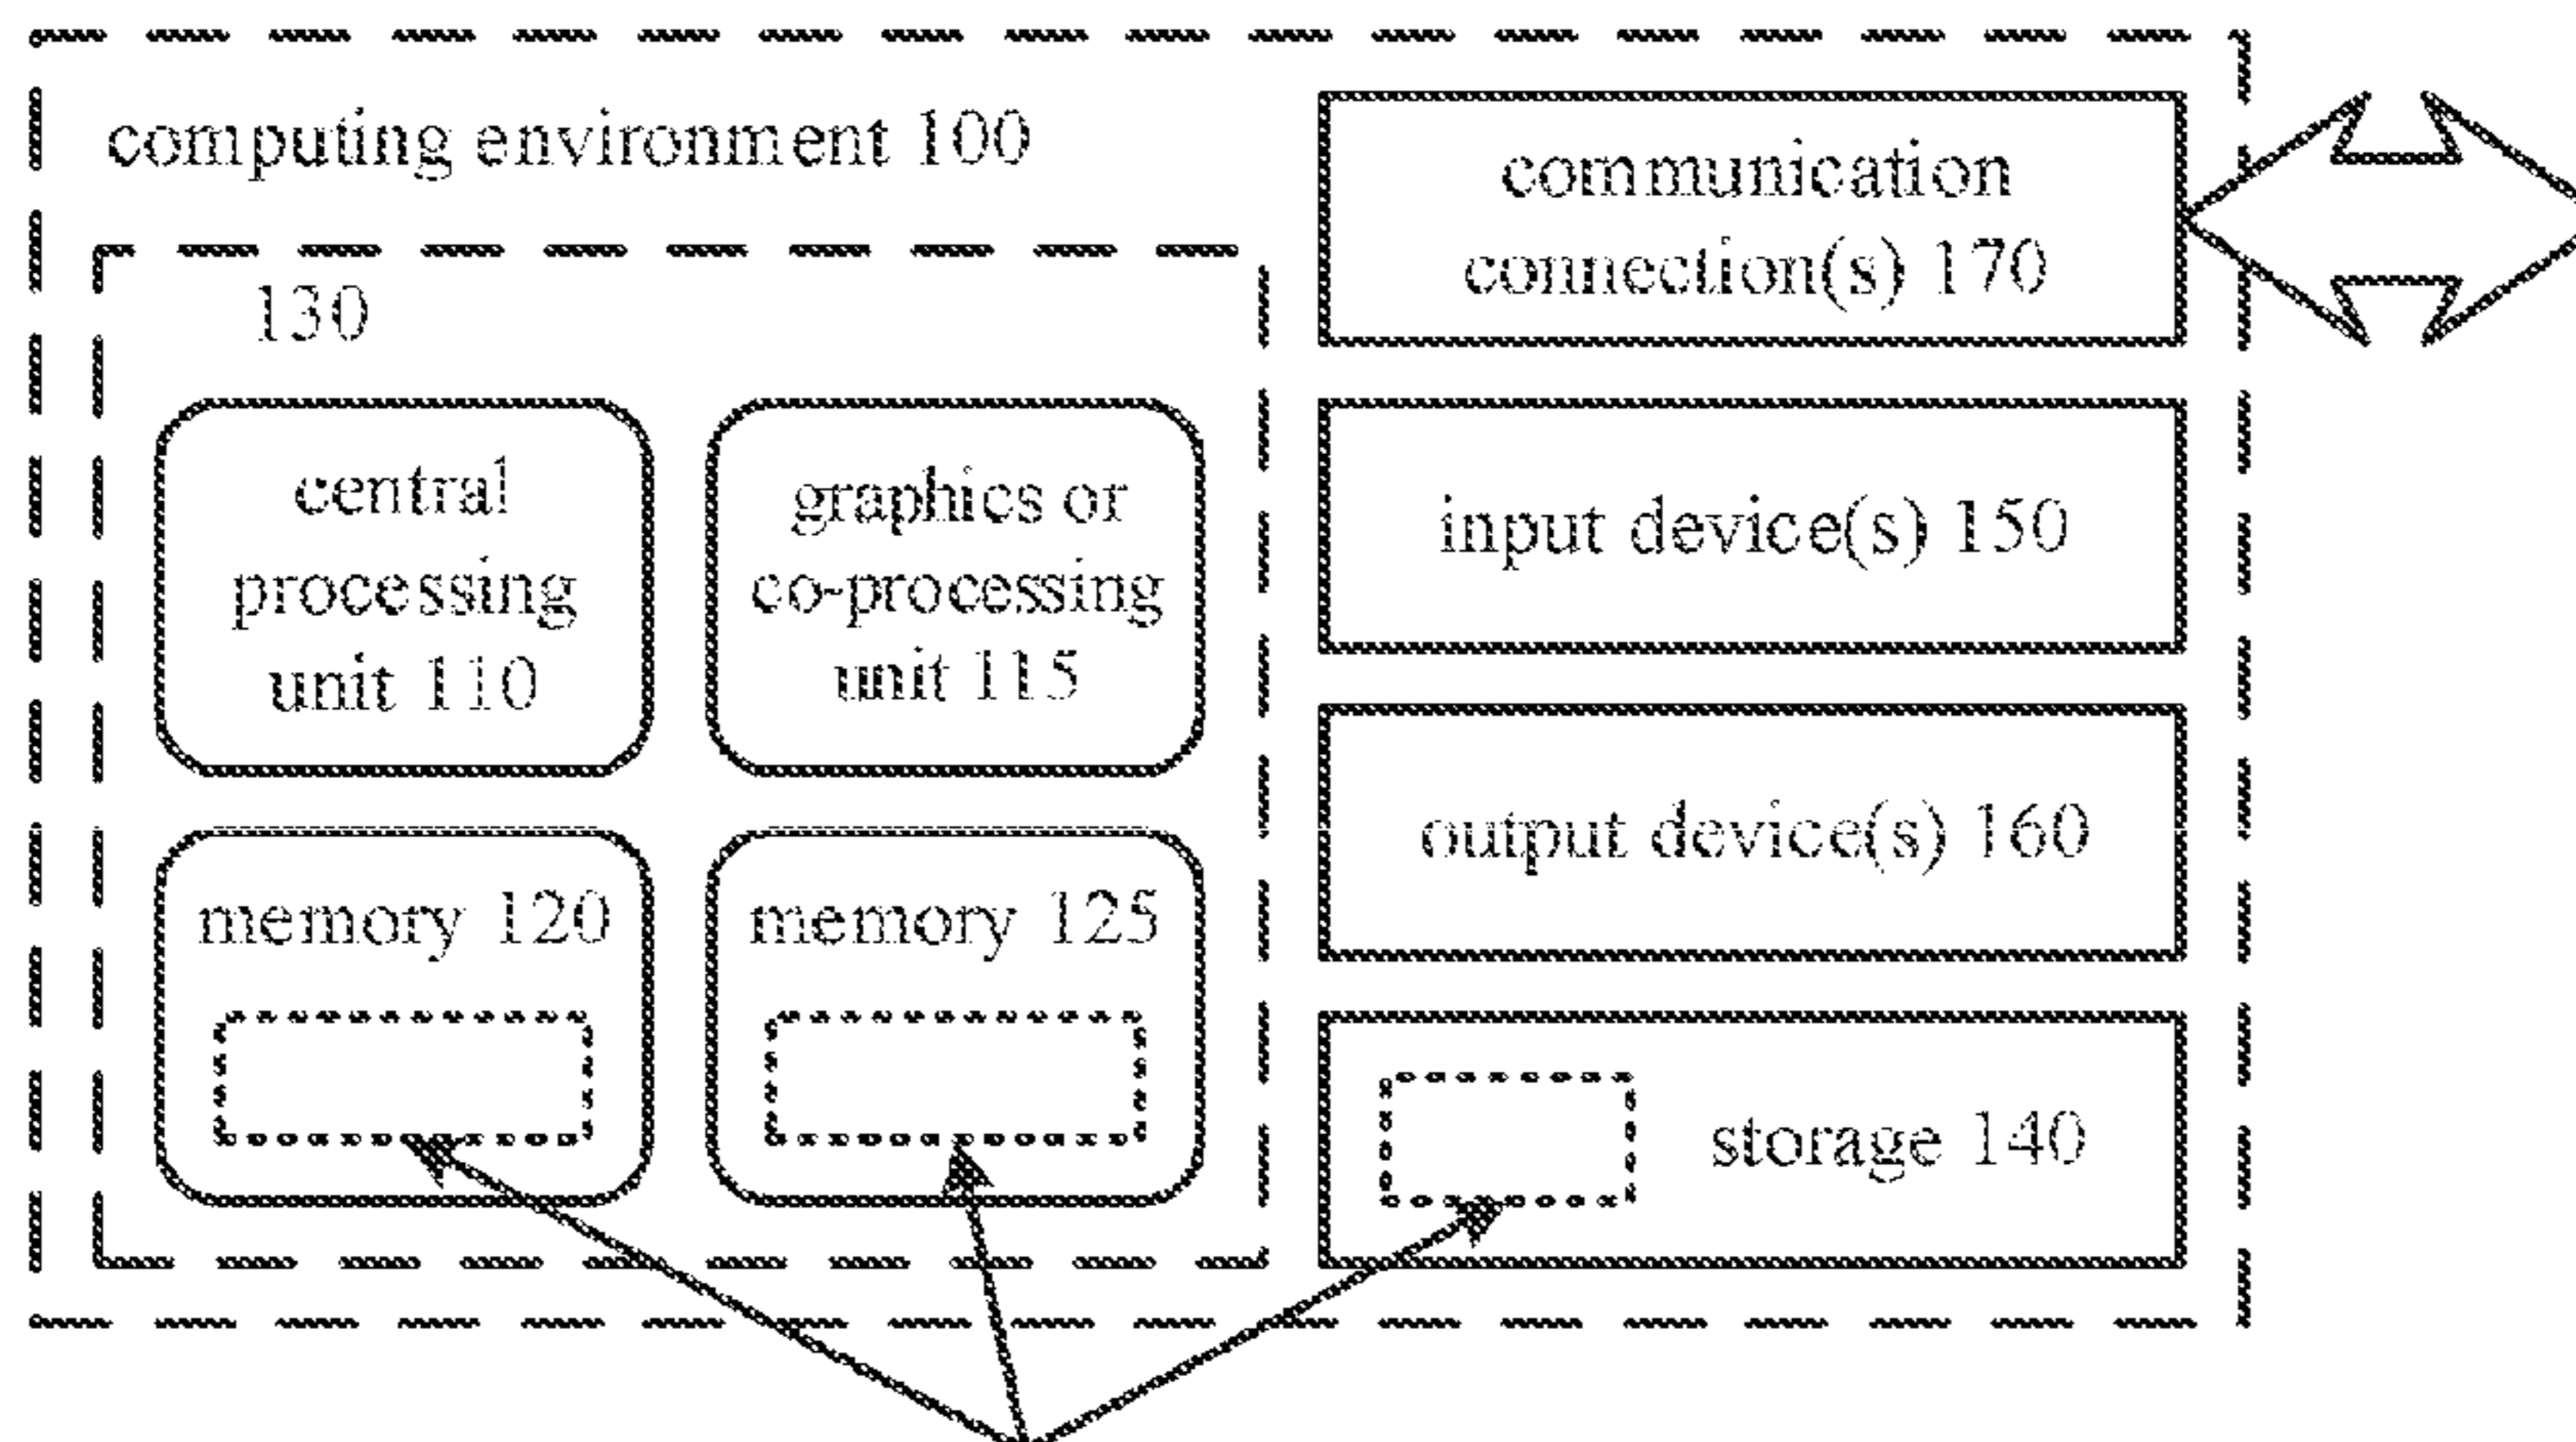 computing environment 100
130
central
processing
unit 110
graphics or
co-processing
unit 115
memory 120
memory 125
communication
connection(s) 170
input device(s) 150
output device(s) 160
storage 140